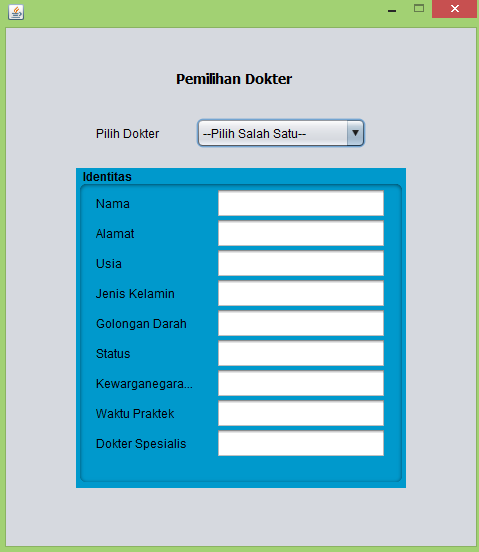 Pemilihan Dokter
Pilih Dokter --Pilih Salah Satu--
Identitas
Nama
Alamat
Usia
Jenis Kelamin
Golongan Darah
Status
Kewarganegara...
Waktu Praktek
Dokter Spesialis